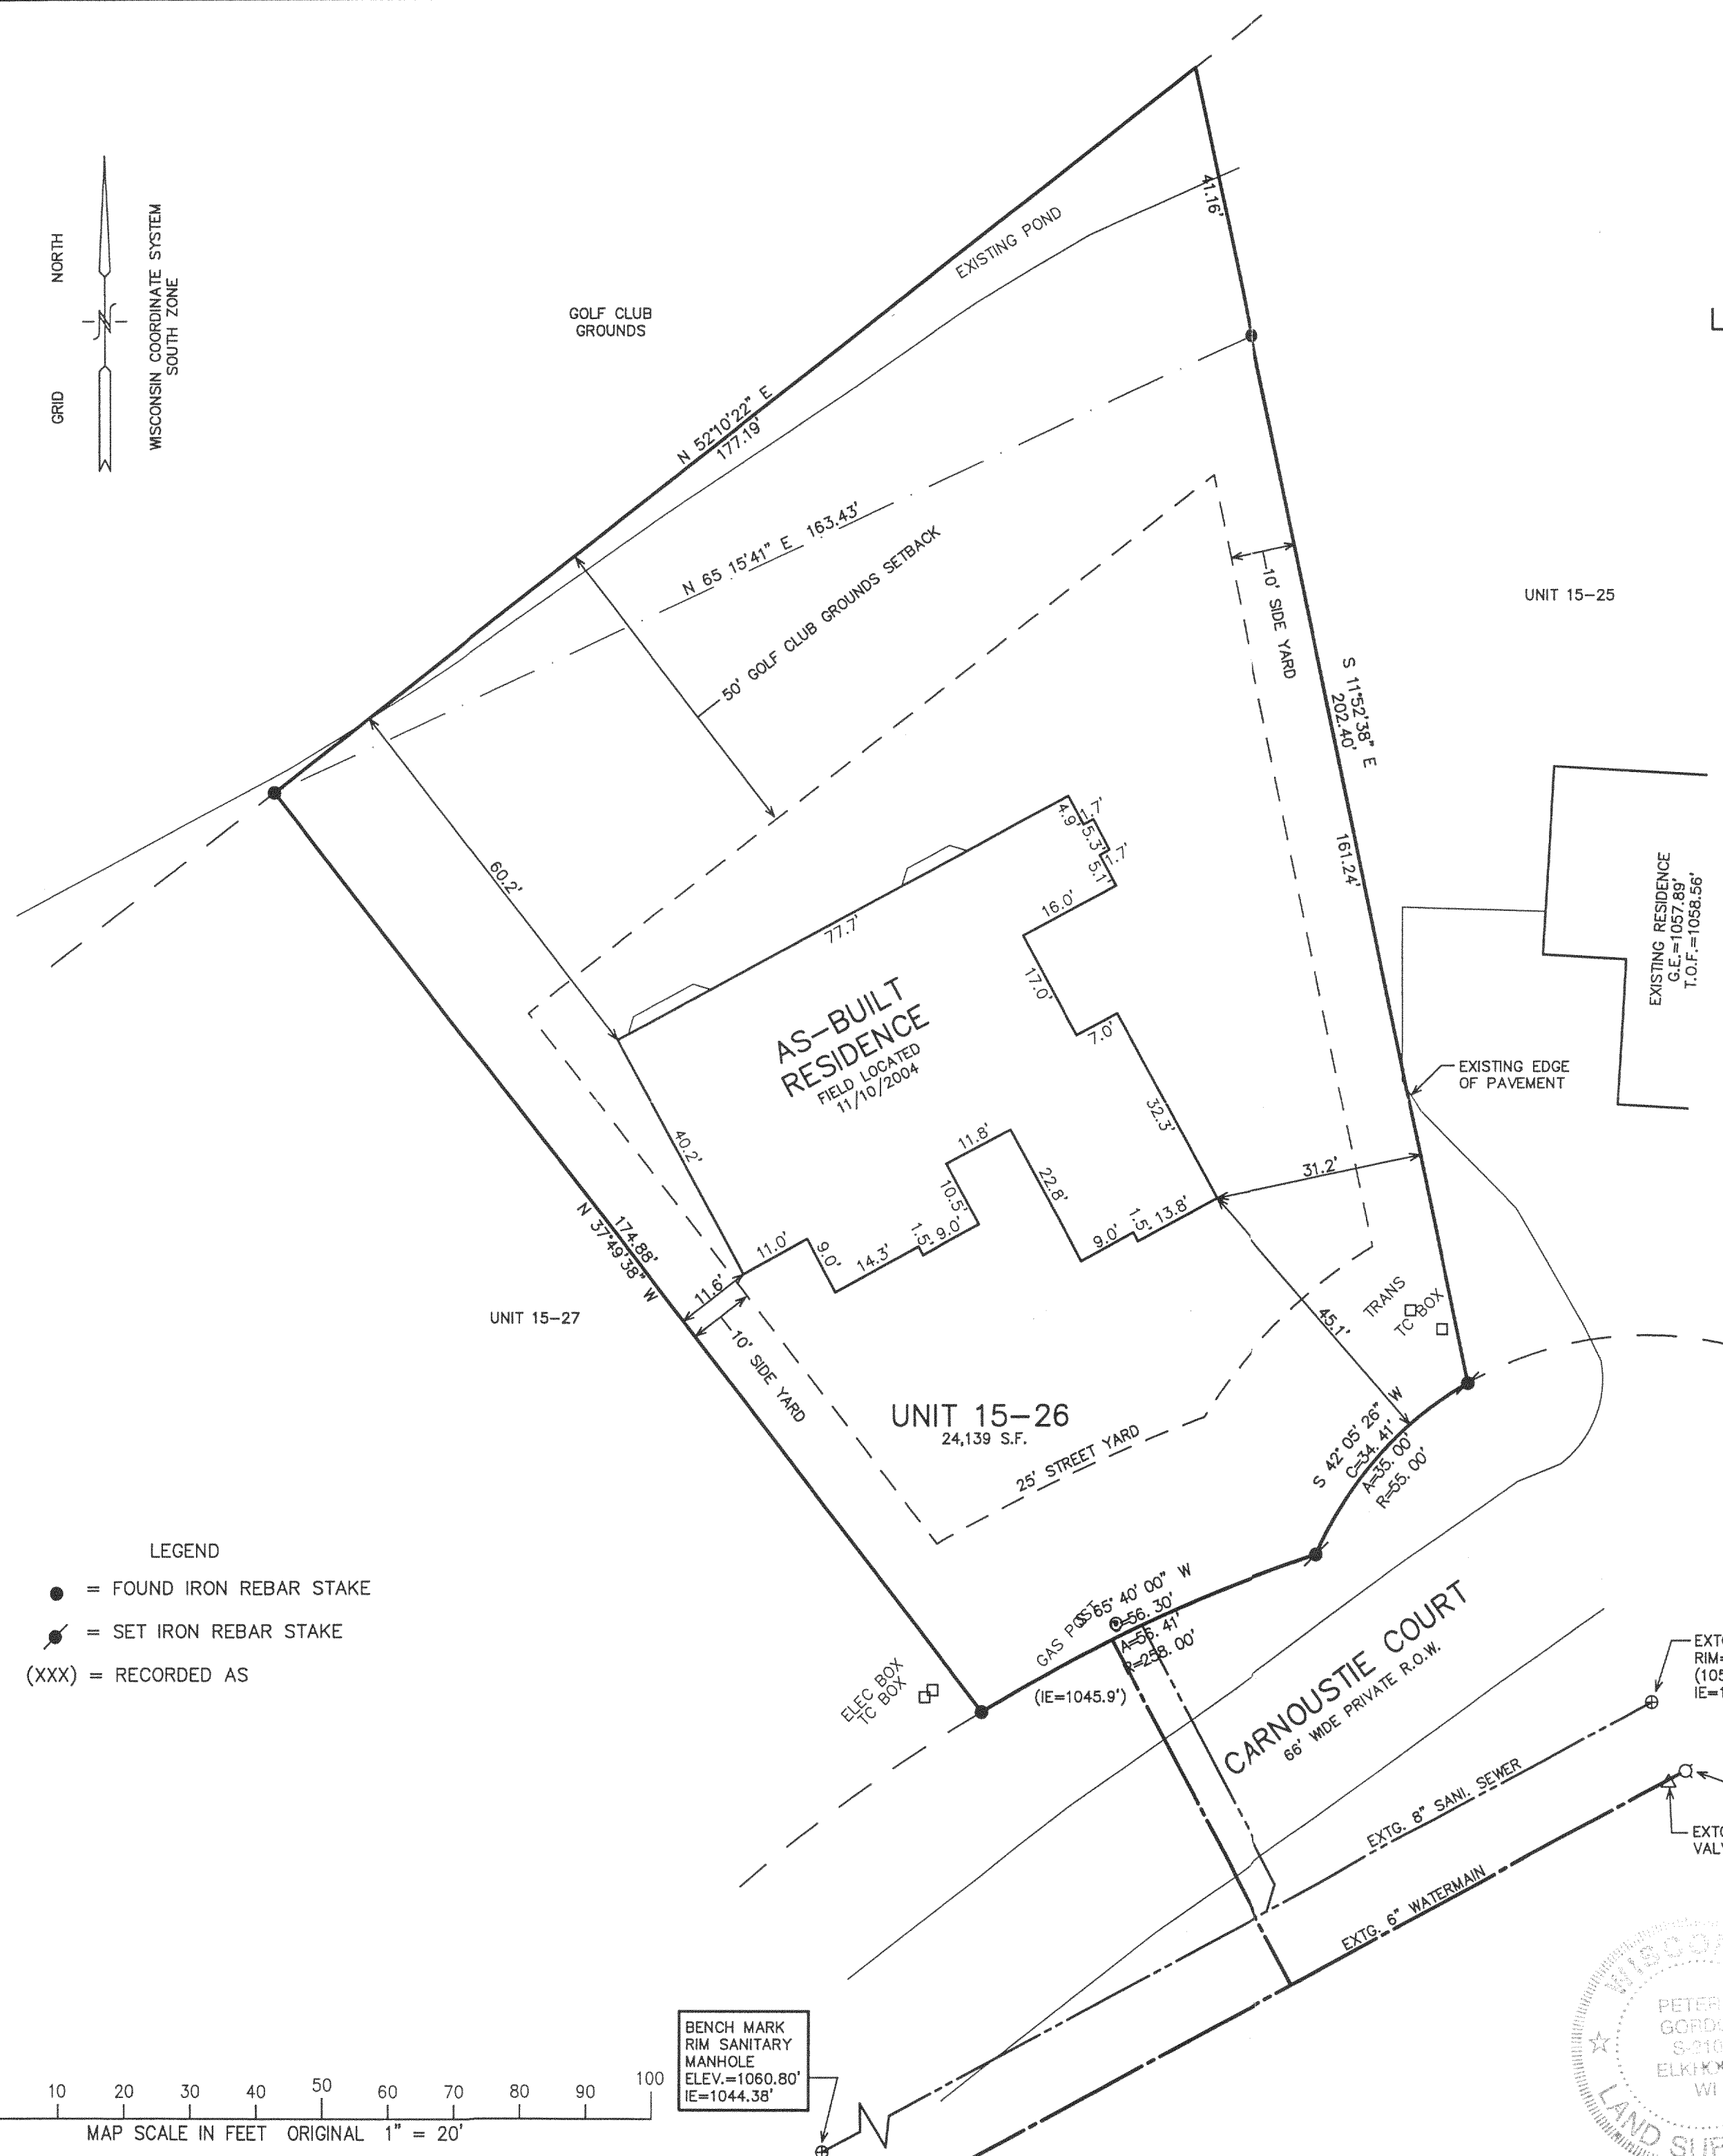 GRID NORTH
WISCONSIN COORDINATE SYSTEM
SOUTH ZONE
GOLF CLUB
GROUNDS
EXISTING POND
41.16'
N 52°10'22" E
177.19'
N 65 15'41" E 163.43'
50' GOLF CLUB GROUNDS SETBACK
10' SIDE YARD
UNIT 15-25
S 11°52'38" E
202.40'
161.24'
60.2'
77.7'
4.9'
1.7'
5.3'
1.7'
5.1'
16.0'
17.0'
7.0'
32.3'
AS-BUILT
RESIDENCE
FIELD LOCATED
11/10/2004
EXISTING RESIDENCE
G.E.=1057.89'
T.O.F.=1058.56'
EXISTING EDGE
OF PAVEMENT
40.2'
11.8'
10.5'
22.8'
31.2'
11.0'
9.0'
14.3'
1.5'
9.0'
9.0'
1.5'
13.8'
174.88'
N 37°49'38" W
11.6'
10' SIDE YARD
UNIT 15-27
45.1'
TRANS
TC BOX
UNIT 15-26
24,139 S.F.
25' STREET YARD
S 42° 05' 26" W
C=34. 41'
A=35. 00'
R=55. 00'
LEGEND
= FOUND IRON REBAR STAKE
= SET IRON REBAR STAKE
(XXX) = RECORDED AS
GAS POST
S 65° 40' 00" W
C=56. 30'
A=56. 41'
R=258. 00'
ELEC BOX
TC BOX
(IE=1045.9')
CARNOUSTIE COURT
66' WIDE PRIVATE R.O.W.
EXTG. 8" SANI. SEWER
EXTG. 6" WATERMAIN
BENCH MARK
RIM SANITARY
MANHOLE
ELEV.=1060.80'
IE=1044.38'
10 20 30 40 50 60 70 80 90 100
MAP SCALE IN FEET ORIGINAL 1" = 20'